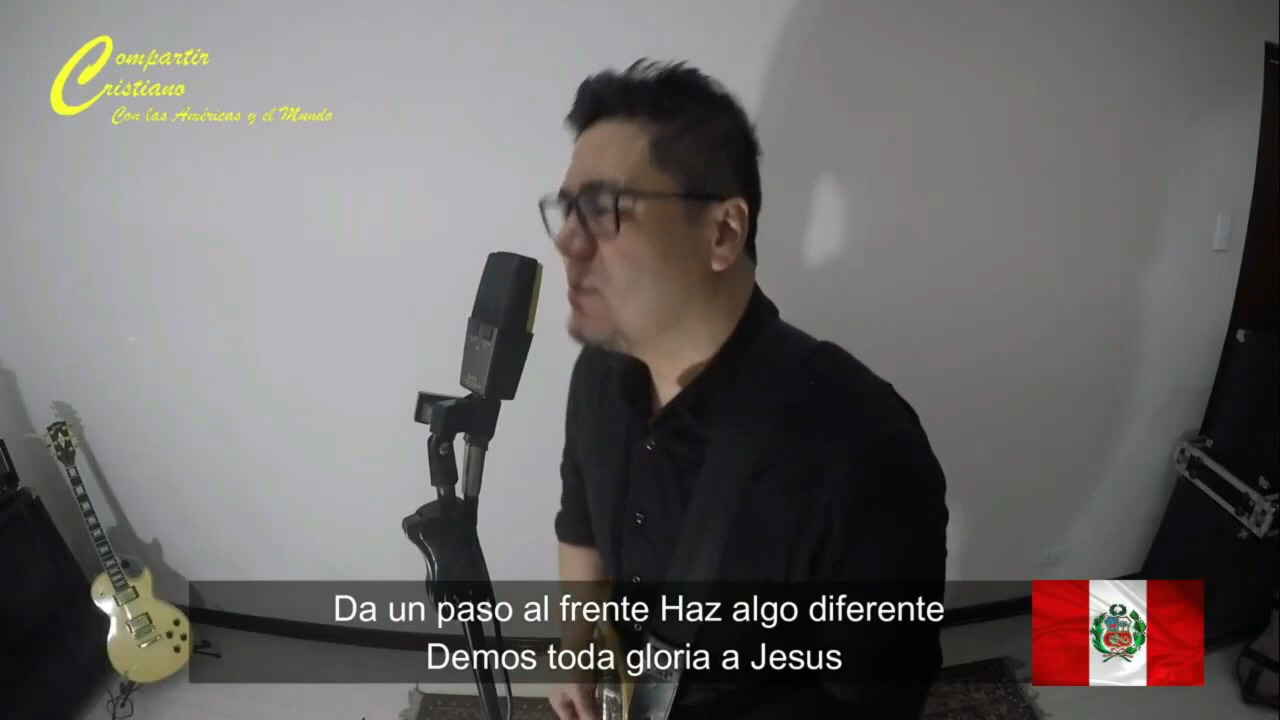 Compartir
Cristiano
Con las Américas y el Mundo
Da un paso al frente Haz algo diferente
Demos toda gloria a Jesus